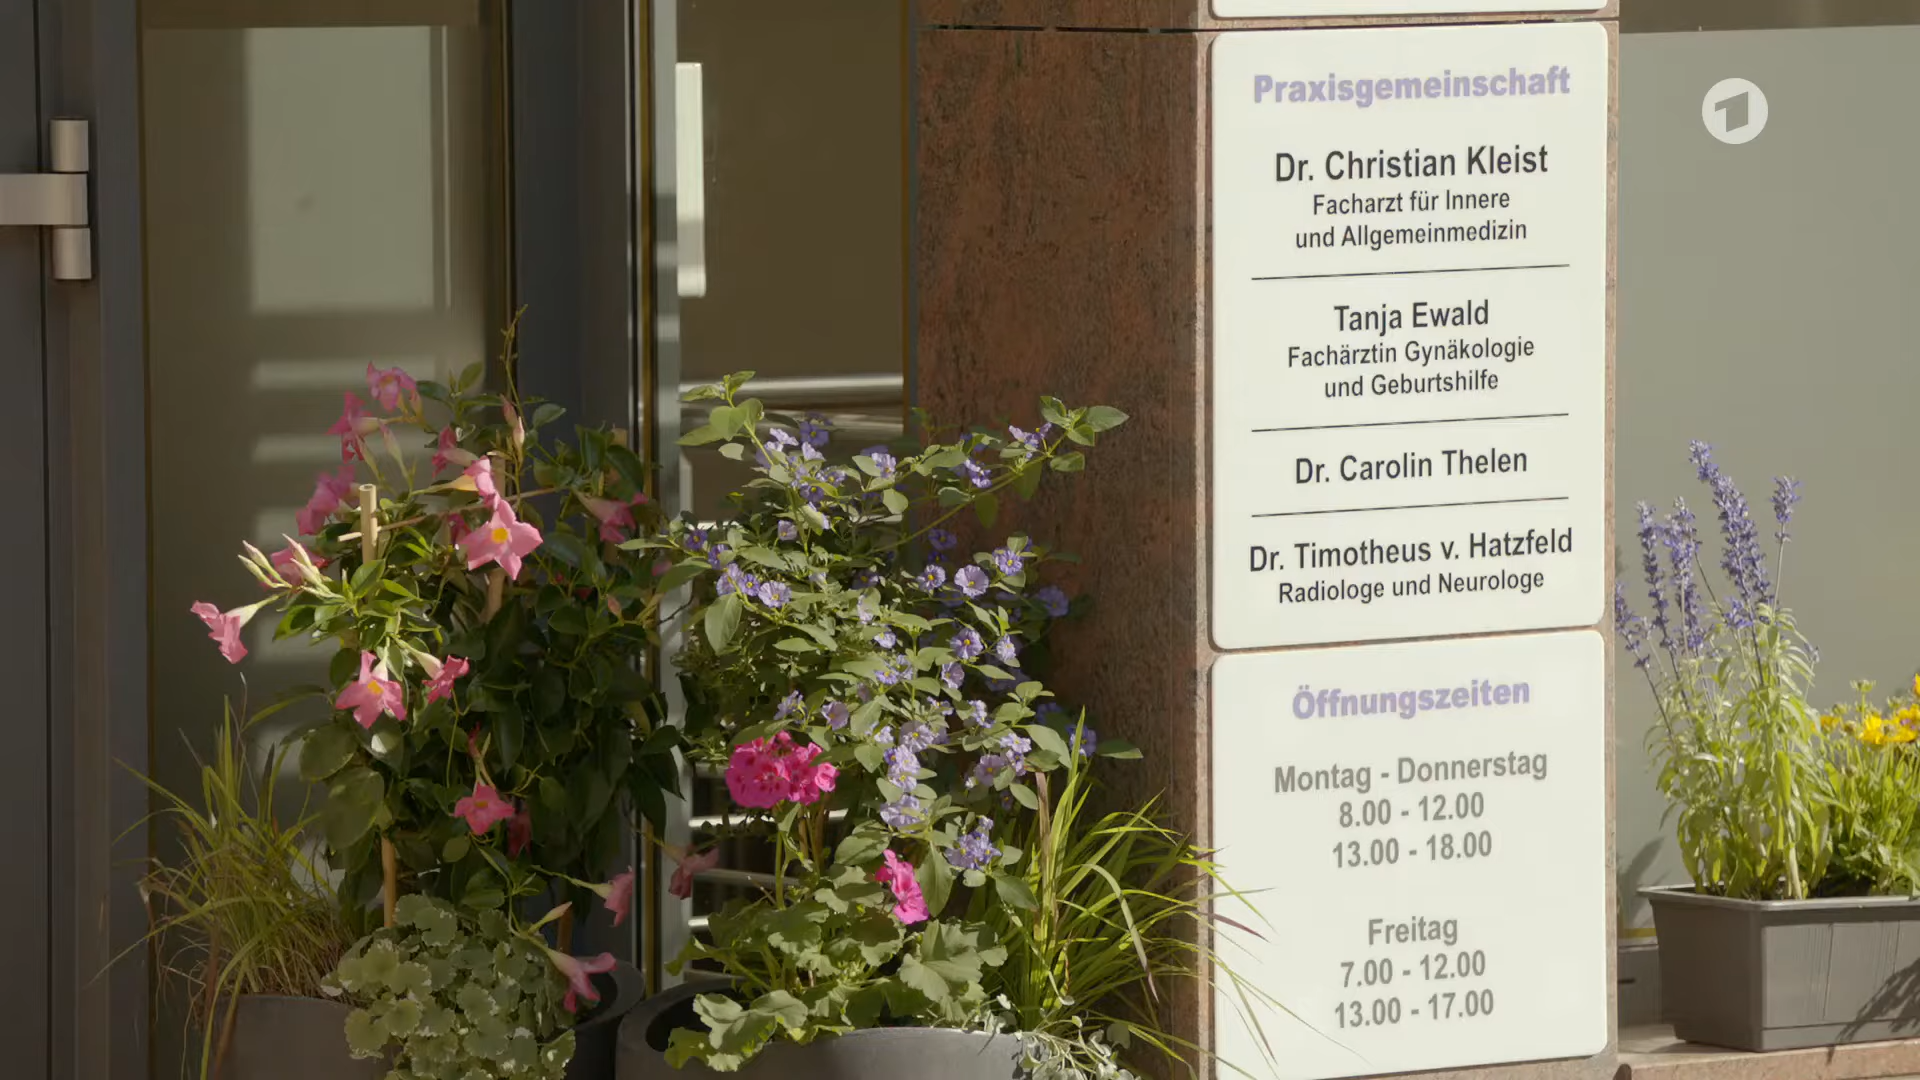 Praxisgemeinschaft
Dr. Christian Kleist
Facharzt für Innere
und Allgemeinmedizin
Tanja Ewald
Fachärztin Gynäkologie
und Geburtshilfe
Dr. Carolin Thelen
Dr. Timotheus v. Hatzfeld
Radiologe und Neurologe
Öffnungszeiten
Montag - Donnerstag
8.00 - 12.00
13.00 - 18.00
Freitag
7.00 - 12.00
13.00 - 17.00
1